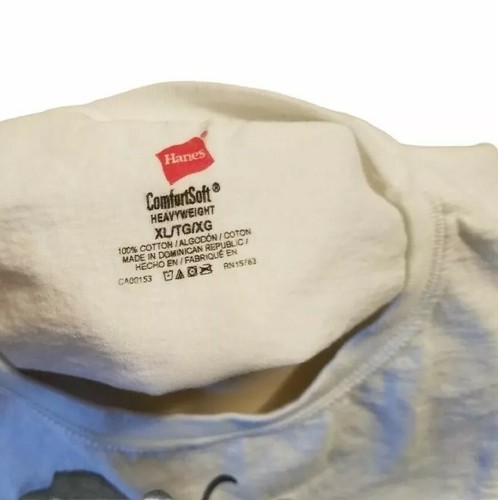 Hanes
ComfortSoft®
HEAVYWEIGHT
XL/TG/XG
100% COTTON / ALGODÓN / COTON
MADE IN DOMINICAN REPUBLIC /
HECHO EN / FABRIQUÉ EN
CA00153 RN15763